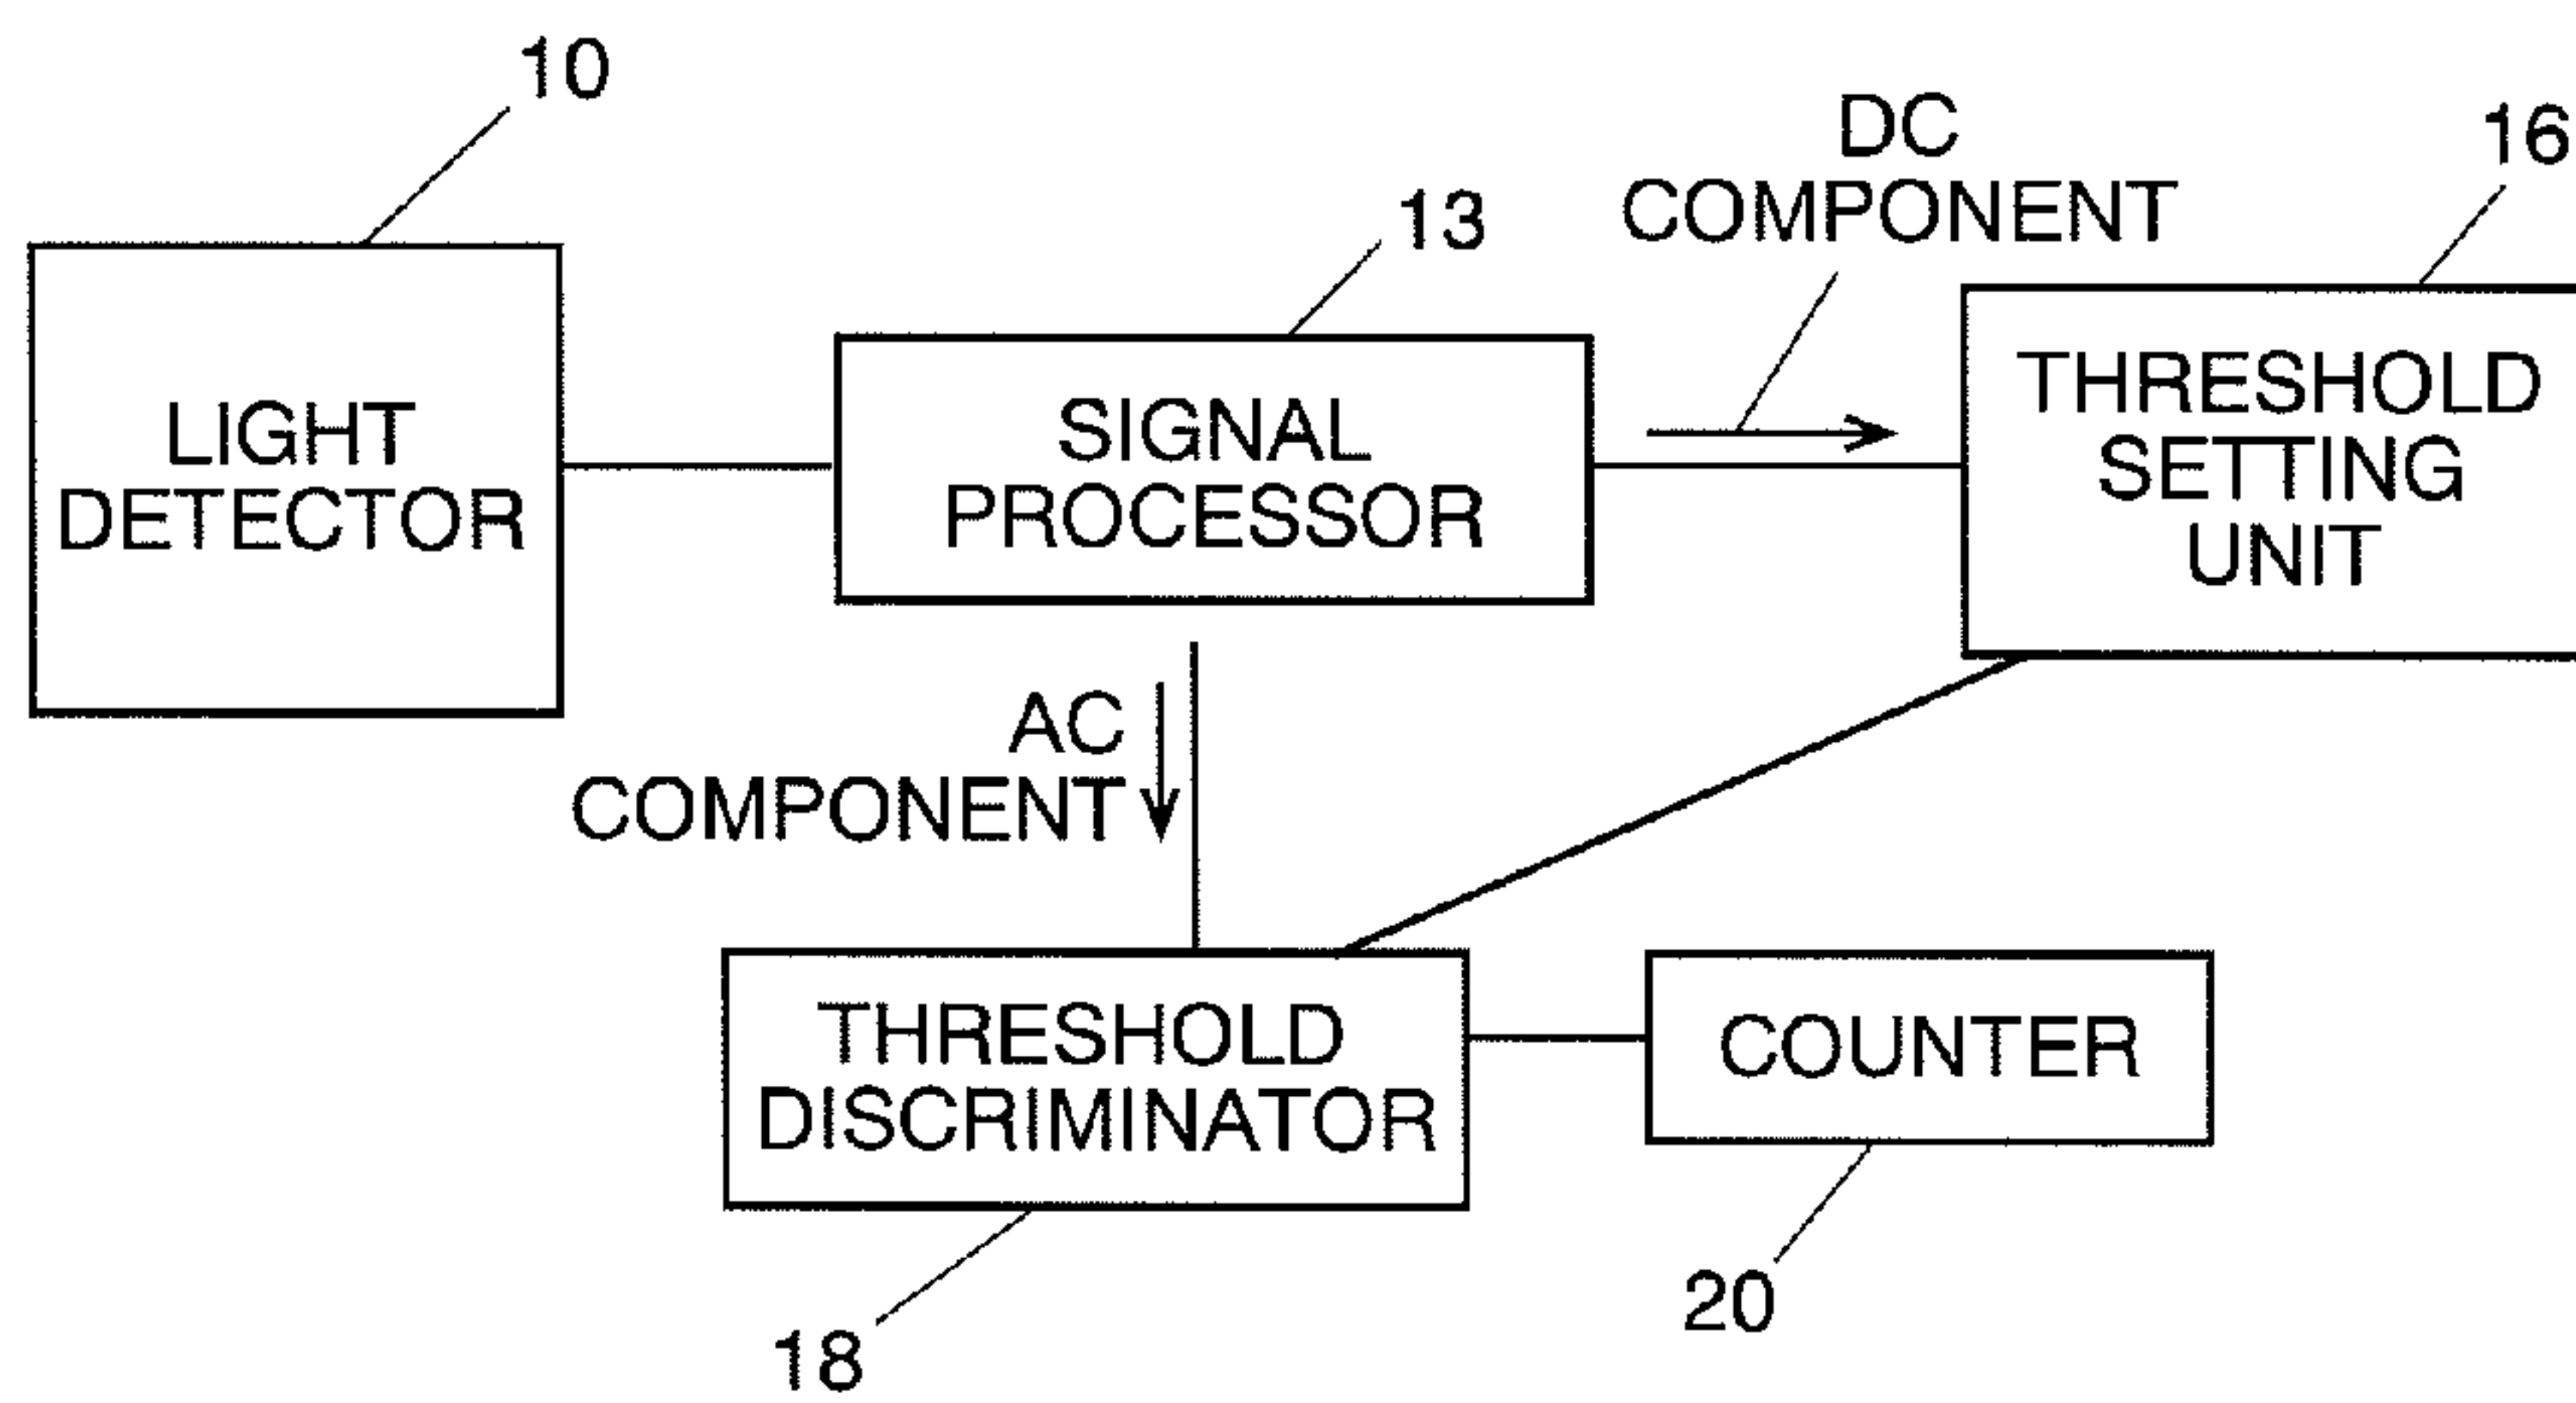 10
DC
COMPONENT
16
13
LIGHT
DETECTOR
SIGNAL
PROCESSOR
THRESHOLD
SETTING
UNIT
AC
COMPONENT
THRESHOLD
DISCRIMINATOR
COUNTER
20
18